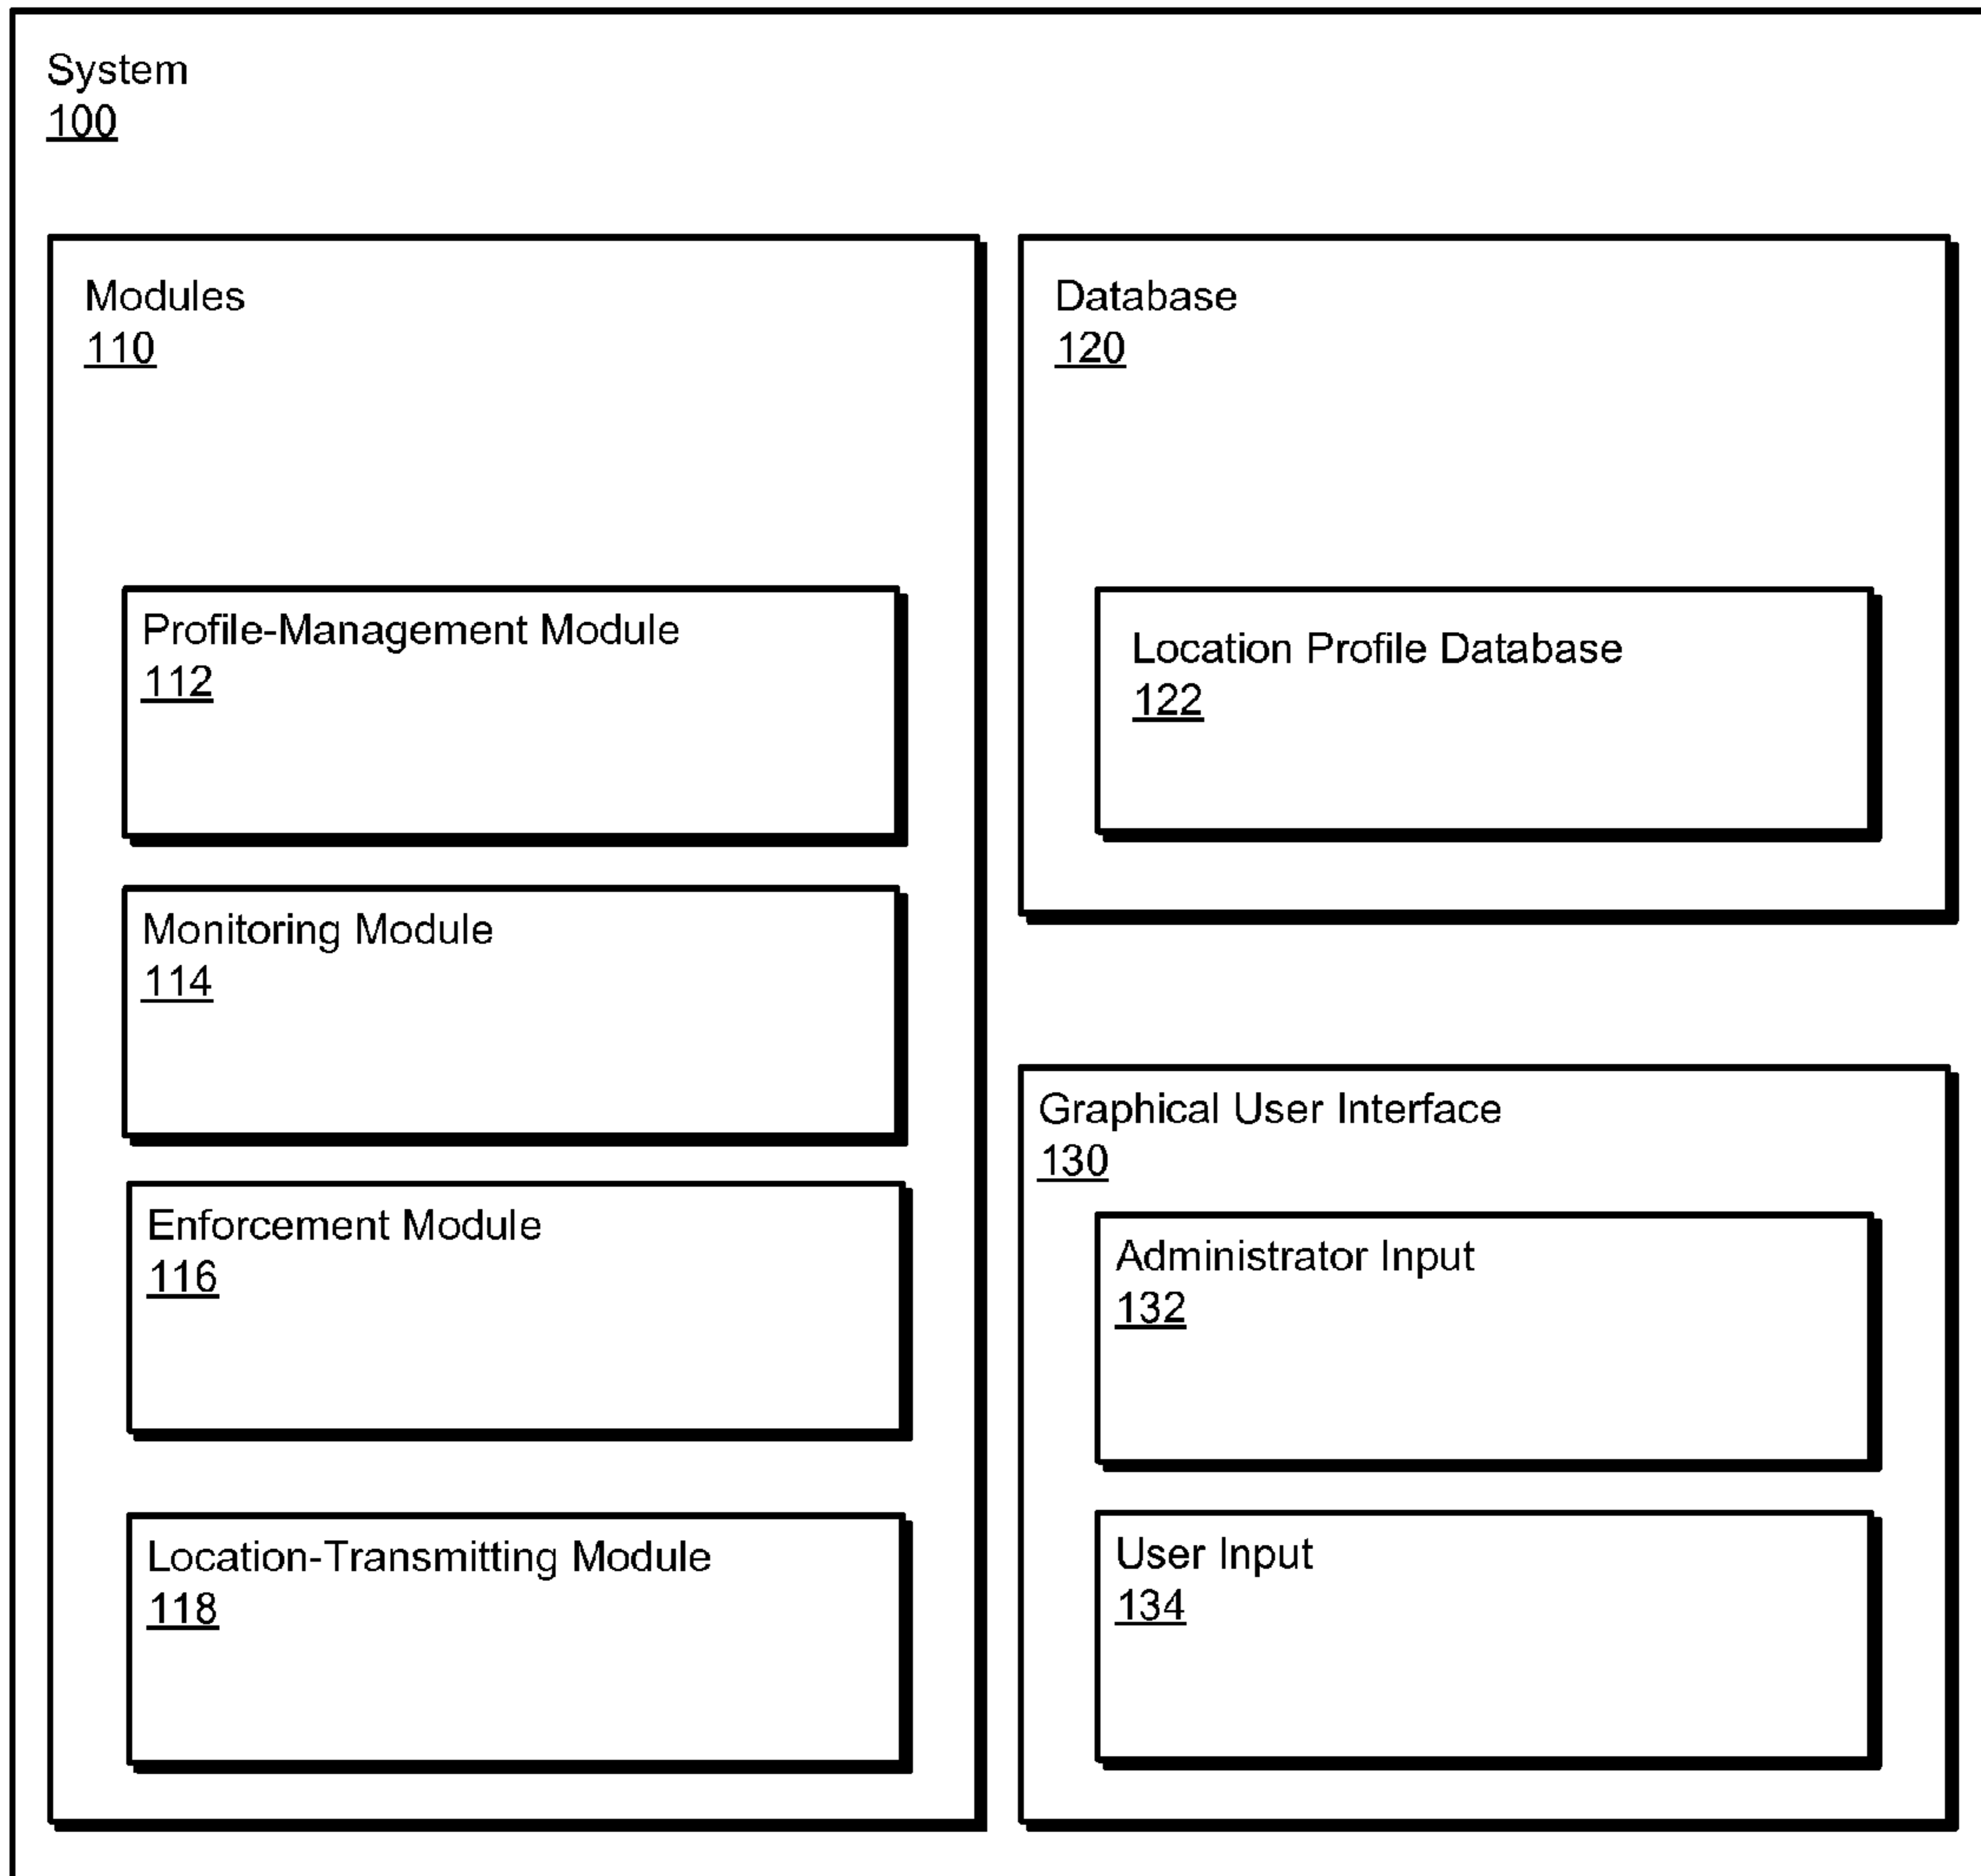 System
100
Modules
110
Profile-Management Module
112
Monitoring Module
114
Enforcement Module
116
Location-Transmitting Module
118
Database
120
Location Profile Database
122
Graphical User Interface
130
Administrator Input
132
User Input
134